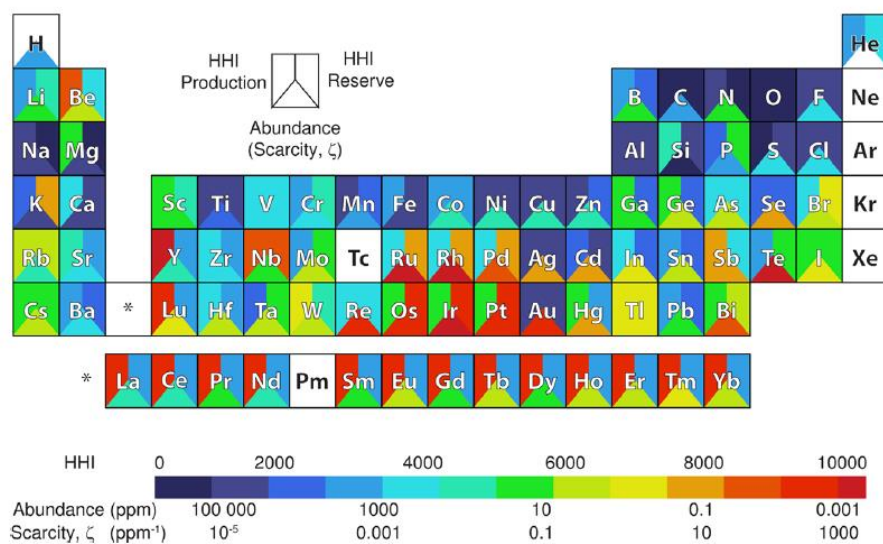 H He
HHI Production HHI Reserve
Abundance (Scarcity, ζ)
Li Be B C N O F Ne
Na Mg Al Si P S Cl Ar
K Ca Sc Ti V Cr Mn Fe Co Ni Cu Zn Ga Ge As Se Br Kr
Rb Sr Y Zr Nb Mo Tc Ru Rh Pd Ag Cd In Sn Sb Te I Xe
Cs Ba * Lu Hf Ta W Re Os Ir Pt Au Hg Tl Pb Bi
* La Ce Pr Nd Pm Sm Eu Gd Tb Dy Ho Er Tm Yb
HHI 0 2000 4000 6000 8000 10000
Abundance (ppm) 100 000 1000 10 0.1 0.001
Scarcity, ζ (ppm⁻¹) 10⁻⁵ 0.001 0.1 10 1000